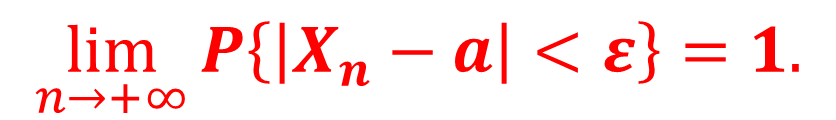 lim P{|Xₙ − a| < ε} = 1.
n→+∞